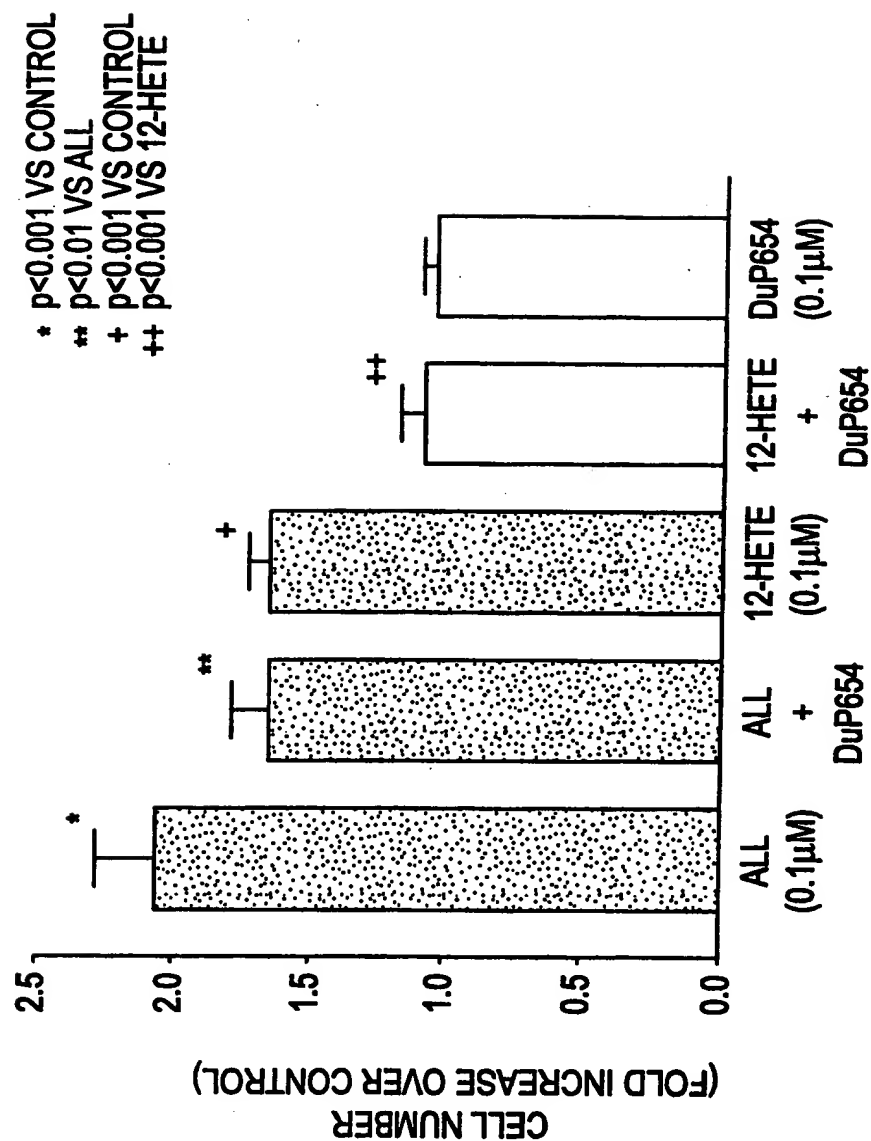 * p<0.001 VS CONTROL
** p<0.01 VS ALL
+ p<0.001 VS CONTROL
++ p<0.001 VS 12-HETE
CELL NUMBER
(FOLD INCREASE OVER CONTROL)
2.5
2.0
1.5
1.0
0.5
0.0
*
**
+
++
ALL
(0.1µM)
ALL
+
DuP654
12-HETE
(0.1µM)
12-HETE
+
DuP654
DuP654
(0.1µM)